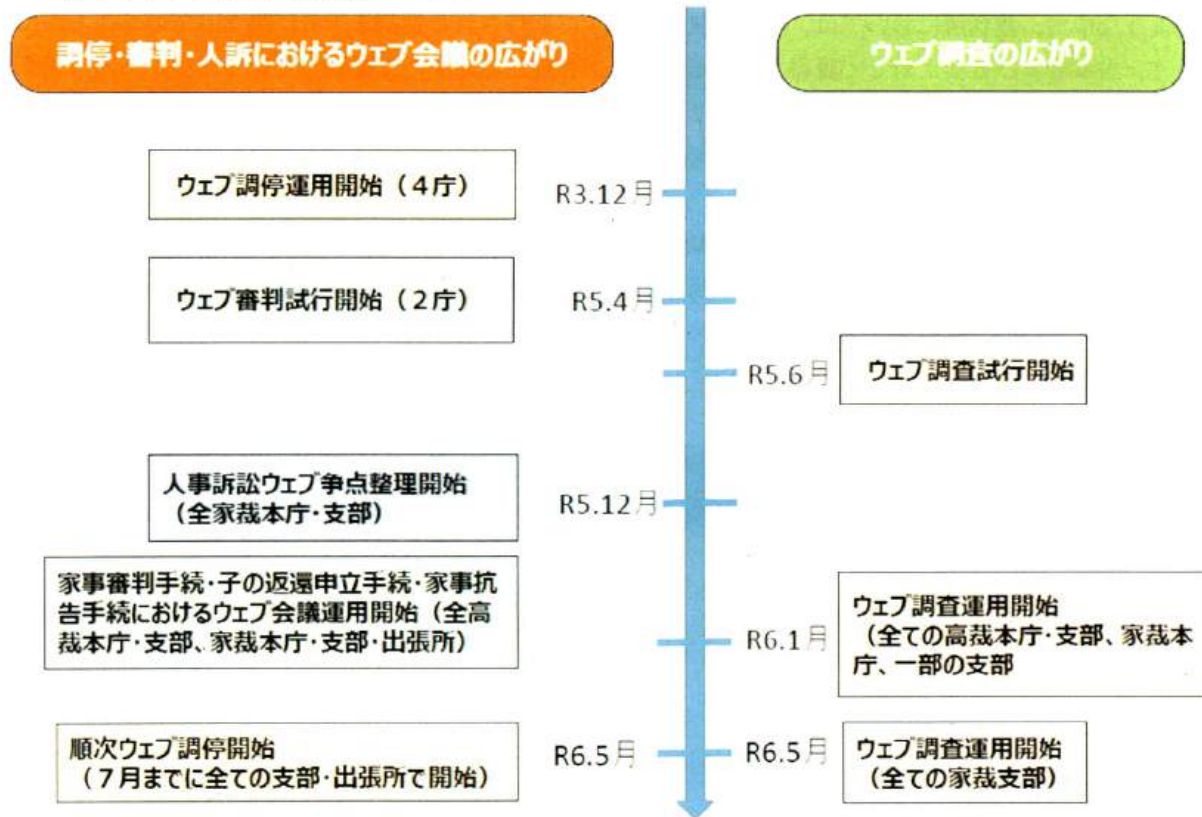 調停・審判・人訴におけるウェブ会議の広がり
ウェブ調査の広がり
ウェブ調停運用開始（４庁）
R3.12月
ウェブ審判試行開始（２庁）
R5.4月
R5.6月
ウェブ調査試行開始
人事訴訟ウェブ争点整理開始
（全家裁本庁・支部）
R5.12月
家事審判手続・子の返還申立手続・家事抗
告手続におけるウェブ会議運用開始（全高
裁本庁・支部、家裁本庁・支部・出張所）
R6.1月
ウェブ調査運用開始
（全ての高裁本庁・支部、家裁本
庁、一部の支部
順次ウェブ調停開始
（７月までに全ての支部・出張所で開始）
R6.5月
R6.5月
ウェブ調査運用開始
（全ての家裁支部）